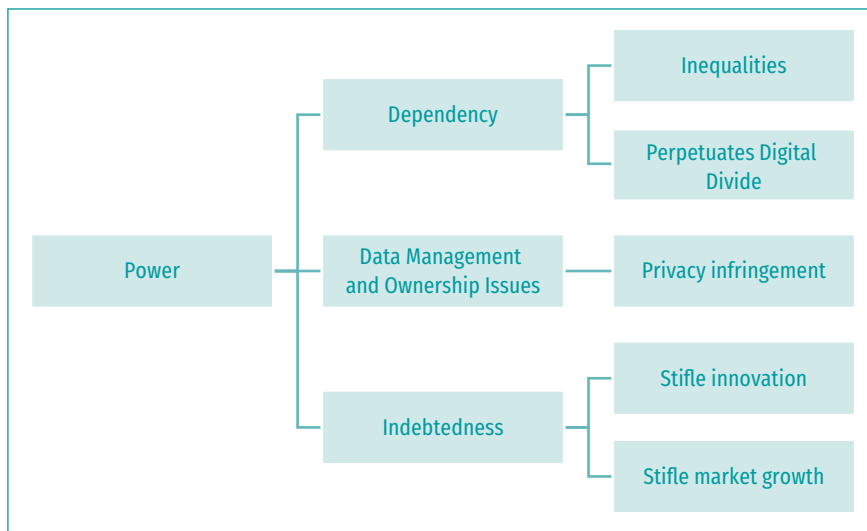 Power
Dependency
Inequalities
Perpetuates Digital
Divide
Data Management
and Ownership Issues
Privacy infringement
Indebtedness
Stifle innovation
Stifle market growth